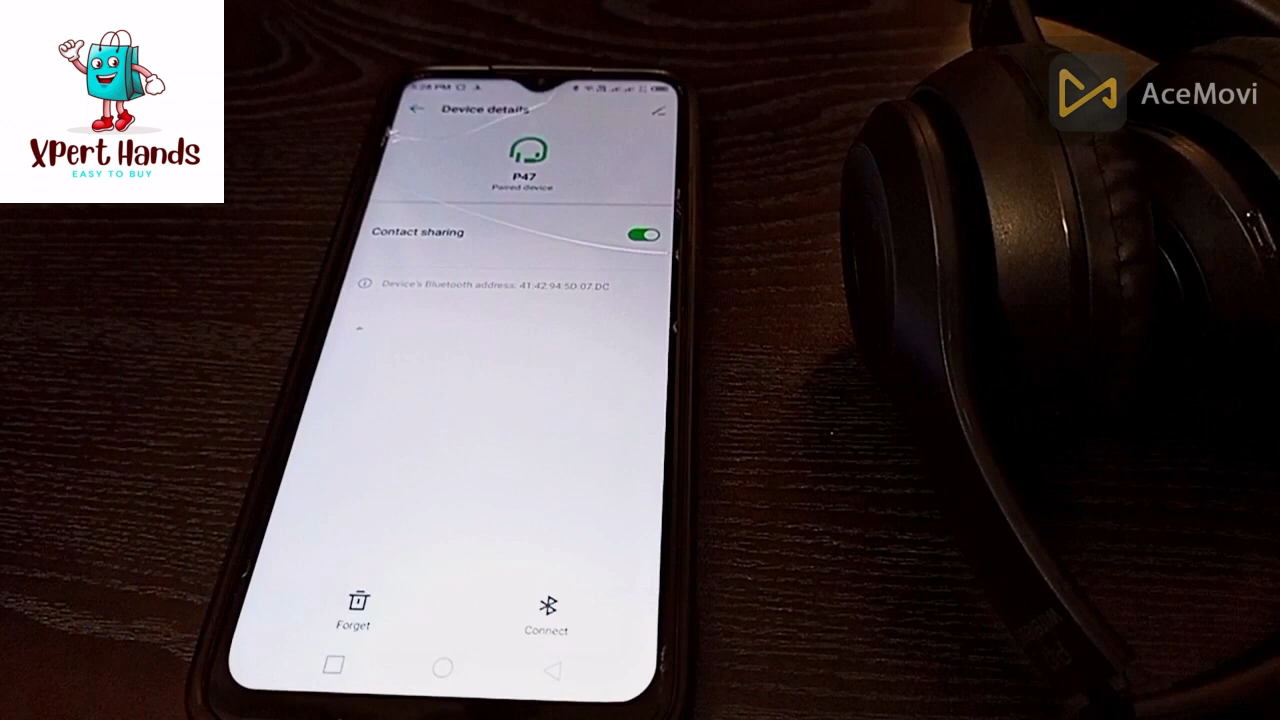 Xpert Hands
EASY TO BUY
AceMovi
Device details
P47
Paired device
Contact sharing
Device's Bluetooth address: 41:42:94:5D:07:DC
Forget
Connect